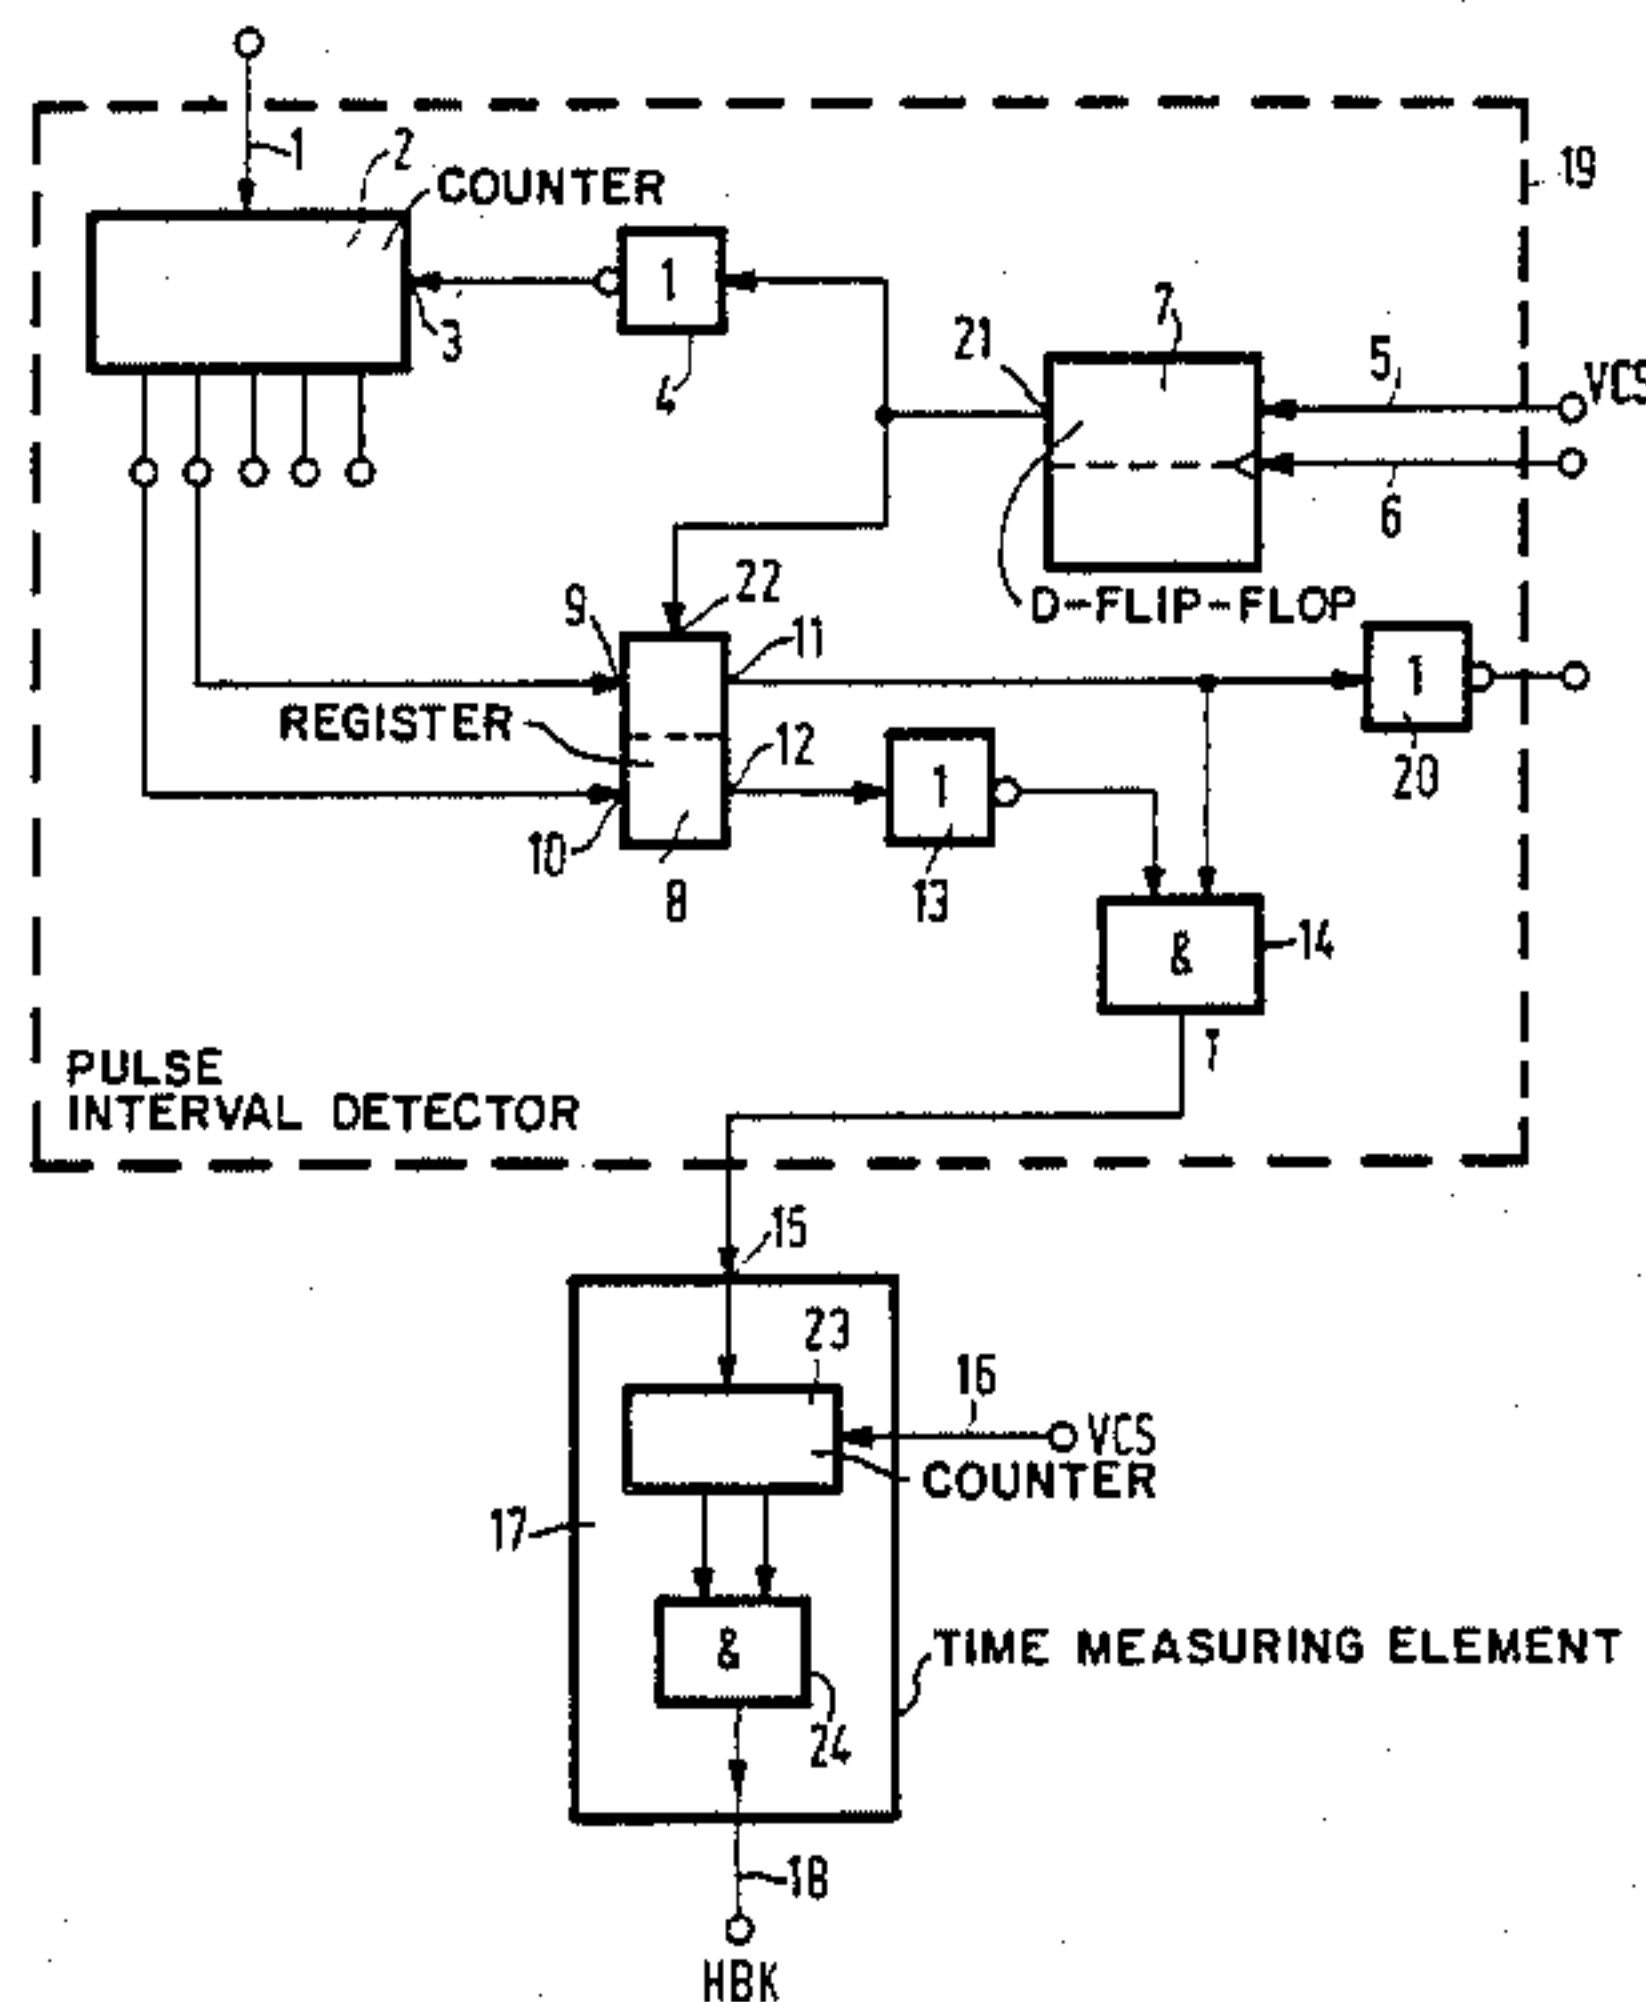 1
2
COUNTER
19
1
3
4
21
7
5
VCS
6
D-FLIP-FLOP
9
22
11
REGISTER
12
1
1
20
10
8
13
&
14
T
PULSE
INTERVAL DETECTOR
15
23
16
VCS
COUNTER
17
&
TIME MEASURING ELEMENT
24
18
HBK